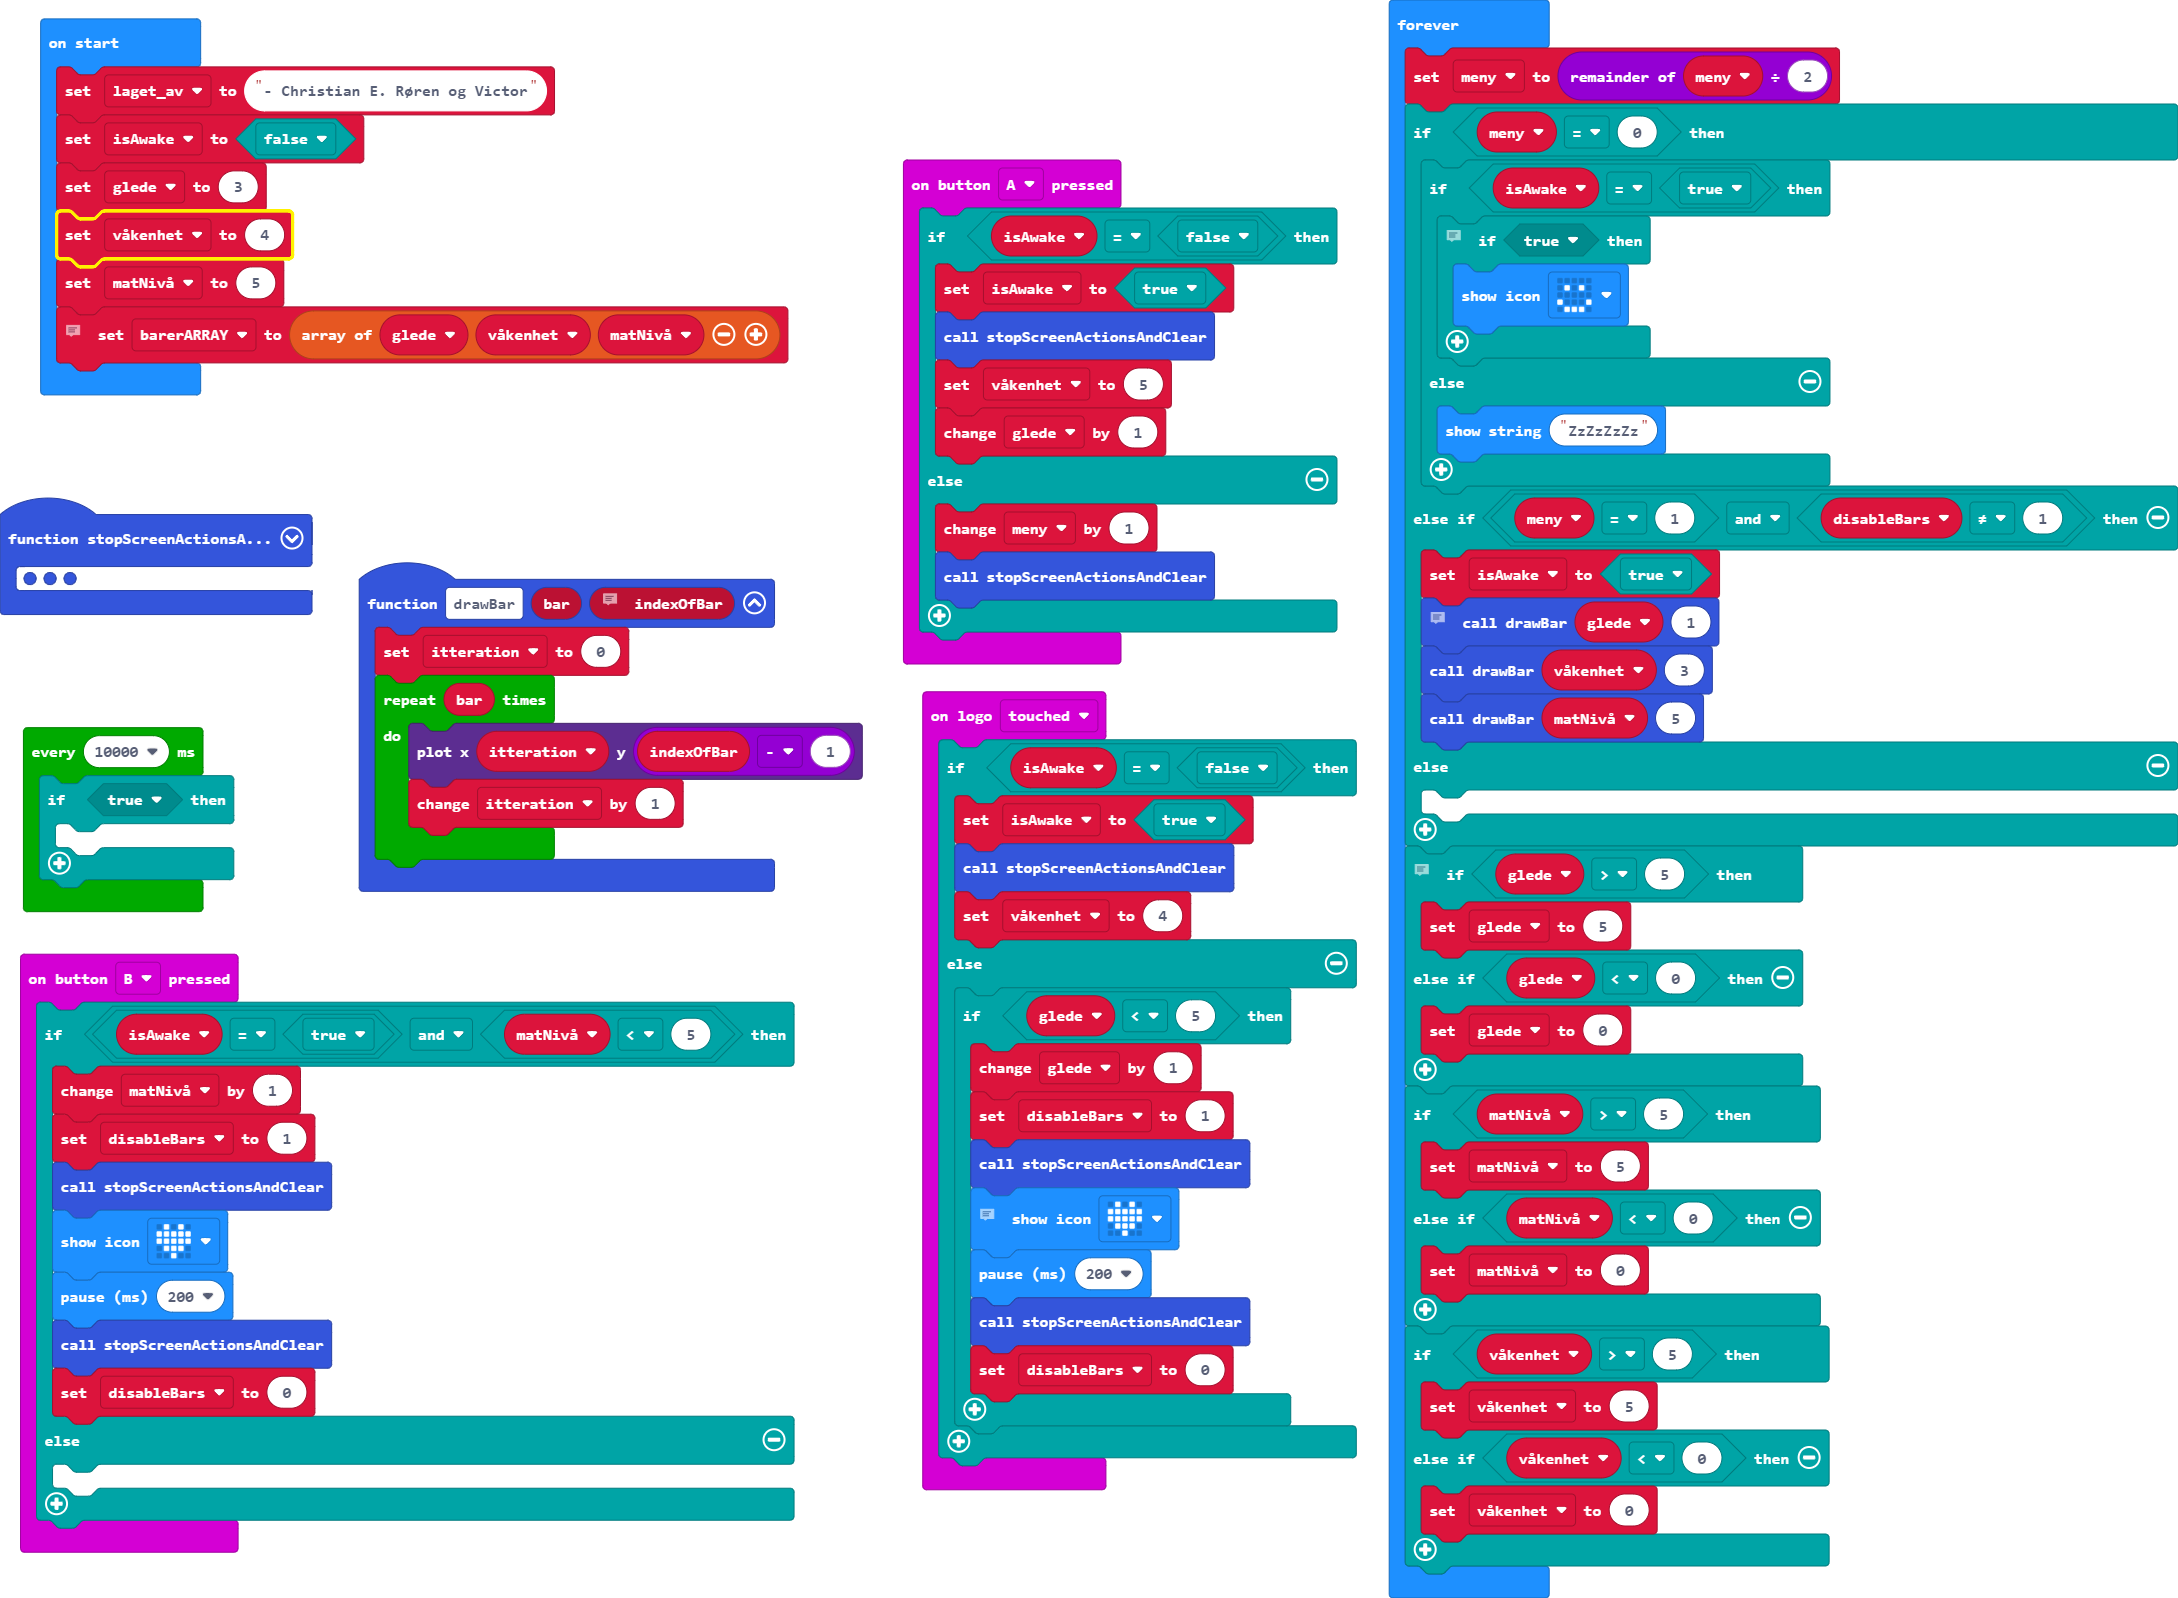 on start
set laget_av to "- Christian E. Røren og Victor"
set isAwake to false
set glede to 3
set våkenhet to 4
set matNivå to 5
set barerARRAY to array of glede våkenhet matNivå
function stopScreenActionsA...
function drawBar bar indexOfBar
set itteration to 0
repeat bar times
do
plot x itteration y indexOfBar - 1
change itteration by 1
every 10000 ms
if true then
on button B pressed
if isAwake = true and matNivå < 5 then
change matNivå by 1
set disableBars to 1
call stopScreenActionsAndClear
show icon
pause (ms) 200
call stopScreenActionsAndClear
set disableBars to 0
else
on button A pressed
if isAwake = false then
set isAwake to true
call stopScreenActionsAndClear
set våkenhet to 5
change glede by 1
else
change meny by 1
call stopScreenActionsAndClear
on logo touched
if isAwake = false then
set isAwake to true
call stopScreenActionsAndClear
set våkenhet to 4
else
if glede < 5 then
change glede by 1
set disableBars to 1
call stopScreenActionsAndClear
show icon
pause (ms) 200
call stopScreenActionsAndClear
set disableBars to 0
forever
set meny to remainder of meny ÷ 2
if meny = 0 then
if isAwake = true then
if true then
show icon
else
show string "ZzZzZzZz"
else if meny = 1 and disableBars ≠ 1 then
set isAwake to true
call drawBar glede 1
call drawBar våkenhet 3
call drawBar matNivå 5
else
if glede > 5 then
set glede to 5
else if glede < 0 then
set glede to 0
if matNivå > 5 then
set matNivå to 5
else if matNivå < 0 then
set matNivå to 0
if våkenhet > 5 then
set våkenhet to 5
else if våkenhet < 0 then
set våkenhet to 0